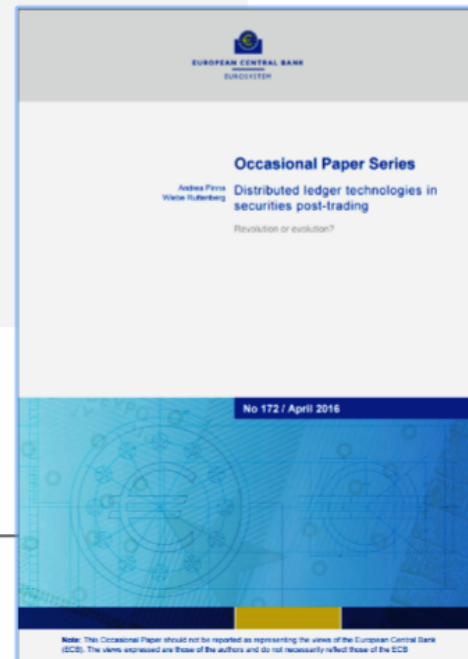 EUROPEAN CENTRAL BANK
EUROSYSTEM
Occasional Paper Series
Andrea Pinna
Wiebe Ruttenberg
Distributed ledger technologies in
securities post-trading
Revolution or evolution?
No 172 / April 2016
Note: This Occasional Paper should not be reported as representing the views of the European Central Bank
(ECB). The views expressed are those of the authors and do not necessarily reflect those of the ECB